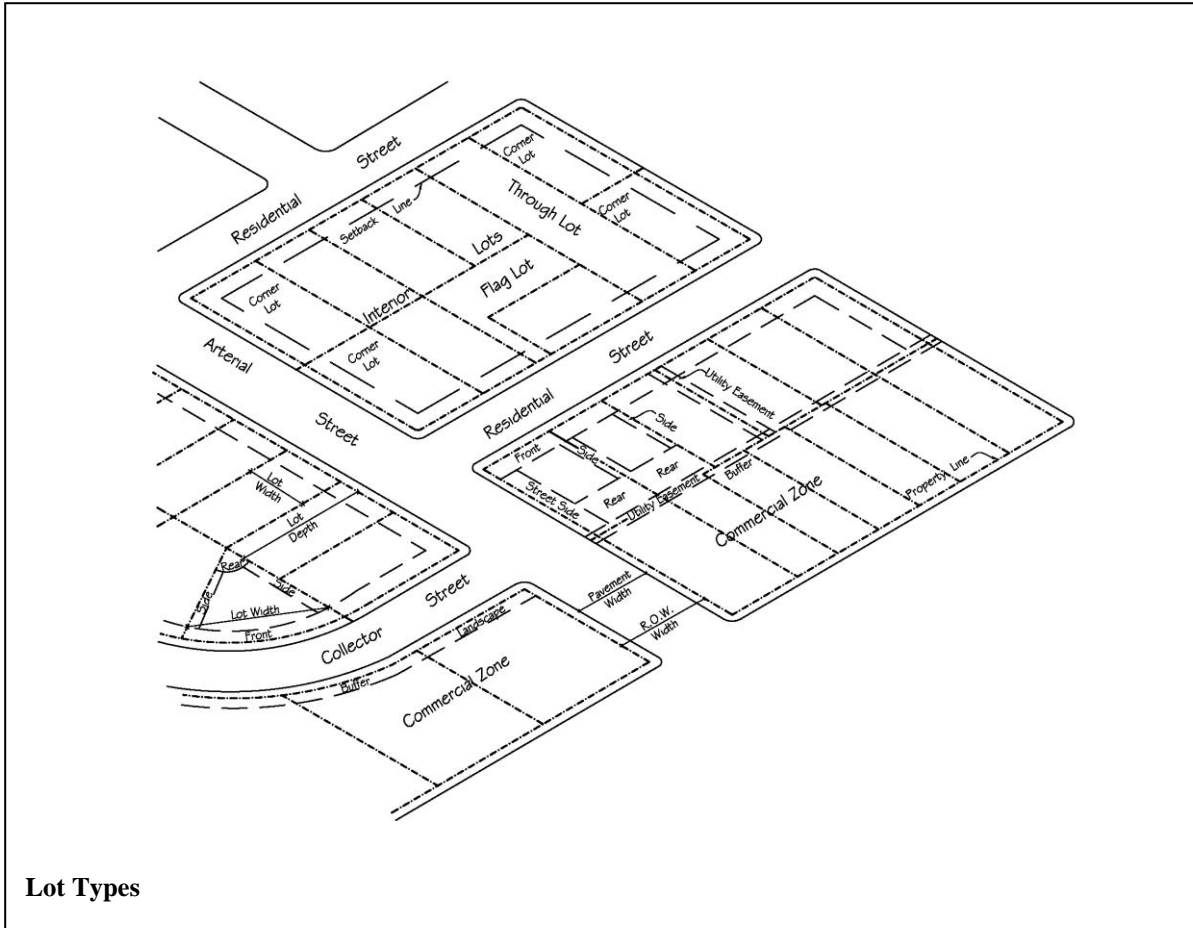 Residential
Street
Corner
Lot
Through Lot
Corner
Lot
Setback
Line
Lots
Interior
Flag Lot
Corner
Lot
Corner
Lot
Arterial
Street
Residential
Street
Utility Easement
Side
Front
Side
Street Side
Rear
Rear
Utility Easement
Buffer
Commercial Zone
Property Line
Lot
Width
Lot
Depth
Rear
Side
Side
Lot Width
Front
Collector
Street
Pavement
Width
R.O.W.
Width
Landscape
Buffer
Commercial Zone
Lot Types